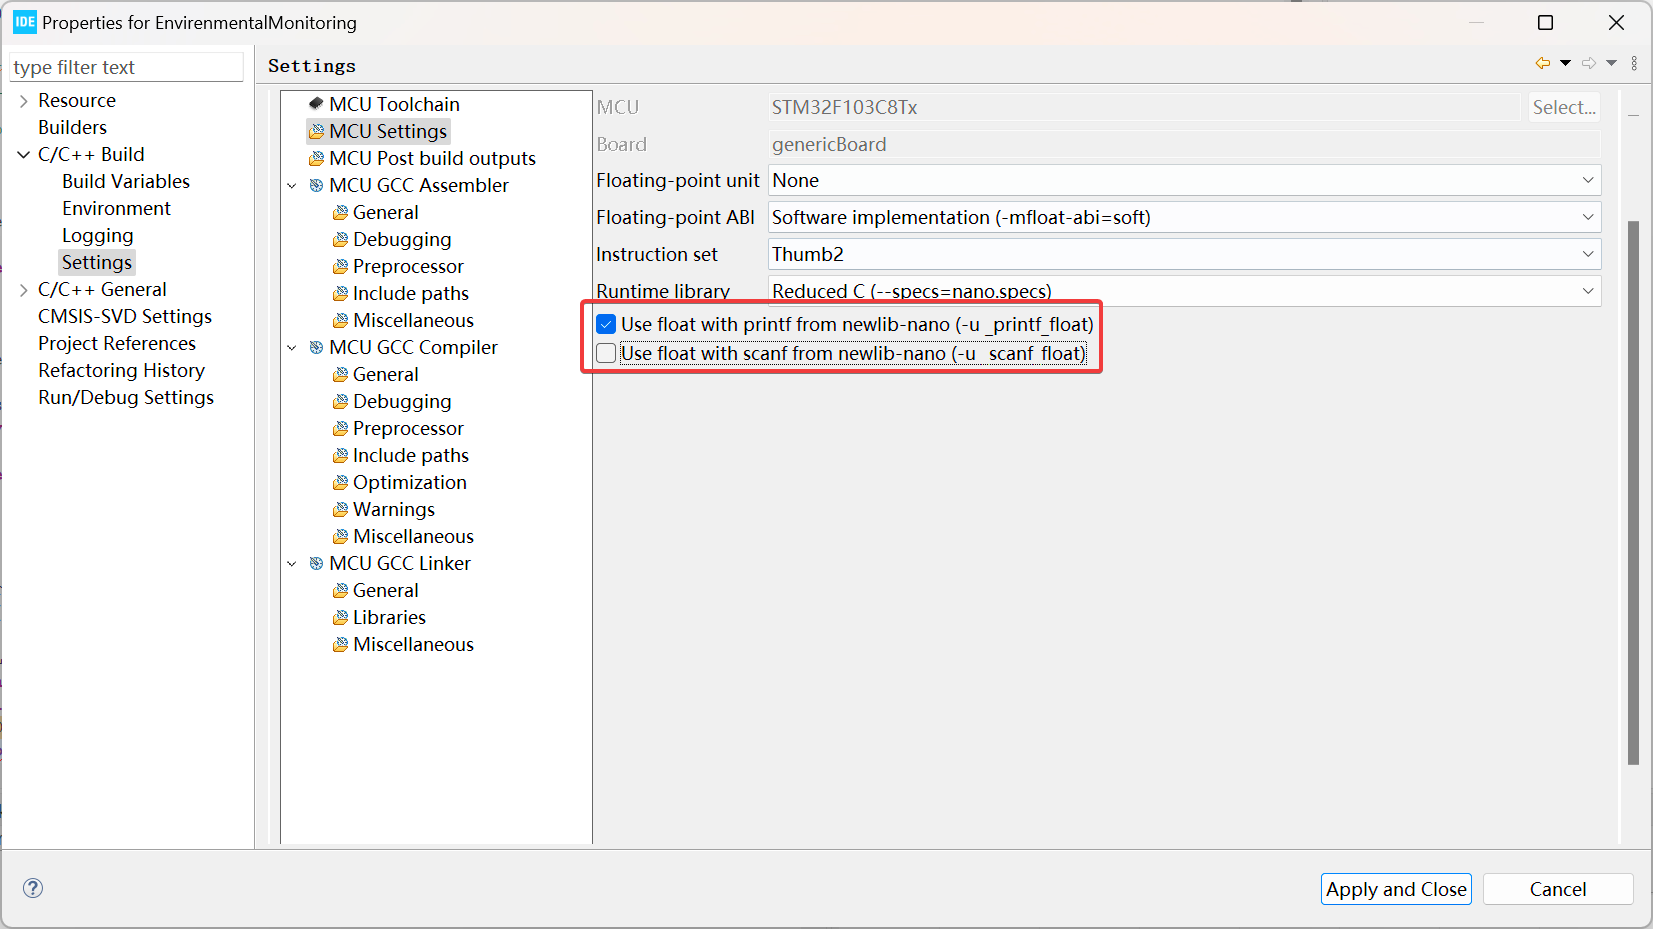 IDE Properties for EnvirenmentalMonitoring
type filter text
Resource
Builders
C/C++ Build
Build Variables
Environment
Logging
Settings
C/C++ General
CMSIS-SVD Settings
Project References
Refactoring History
Run/Debug Settings
Settings
MCU Toolchain
MCU Settings
MCU Post build outputs
MCU GCC Assembler
General
Debugging
Preprocessor
Include paths
Miscellaneous
MCU GCC Compiler
General
Debugging
Preprocessor
Include paths
Optimization
Warnings
Miscellaneous
MCU GCC Linker
General
Libraries
Miscellaneous
MCU STM32F103C8Tx Select...
Board genericBoard
Floating-point unit None
Floating-point ABI Software implementation (-mfloat-abi=soft)
Instruction set Thumb2
Runtime library Reduced C (--specs=nano.specs)
Use float with printf from newlib-nano (-u _printf_float)
Use float with scanf from newlib-nano (-u _scanf_float)
Apply and Close Cancel